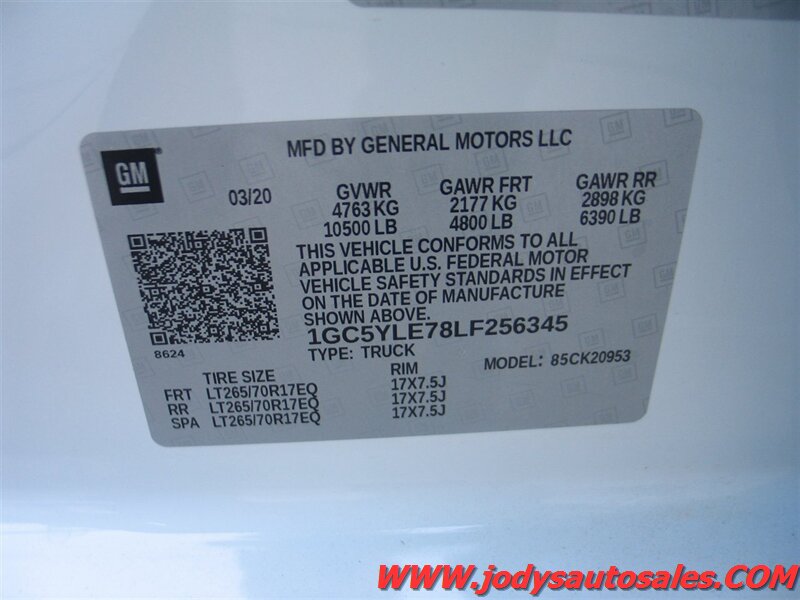 GM
MFD BY GENERAL MOTORS LLC
03/20 GVWR GAWR FRT GAWR RR
4763 KG 2177 KG 2898 KG
10500 LB 4800 LB 6390 LB
THIS VEHICLE CONFORMS TO ALL
APPLICABLE U.S. FEDERAL MOTOR
VEHICLE SAFETY STANDARDS IN EFFECT
ON THE DATE OF MANUFACTURE
SHOWN ABOVE.
1GC5YLE78LF256345
8624
TYPE: TRUCK MODEL: 85CK20953
TIRE SIZE RIM
FRT LT265/70R17EQ 17X7.5J
RR LT265/70R17EQ 17X7.5J
SPA LT265/70R17EQ 17X7.5J
www.jodysautosales.com